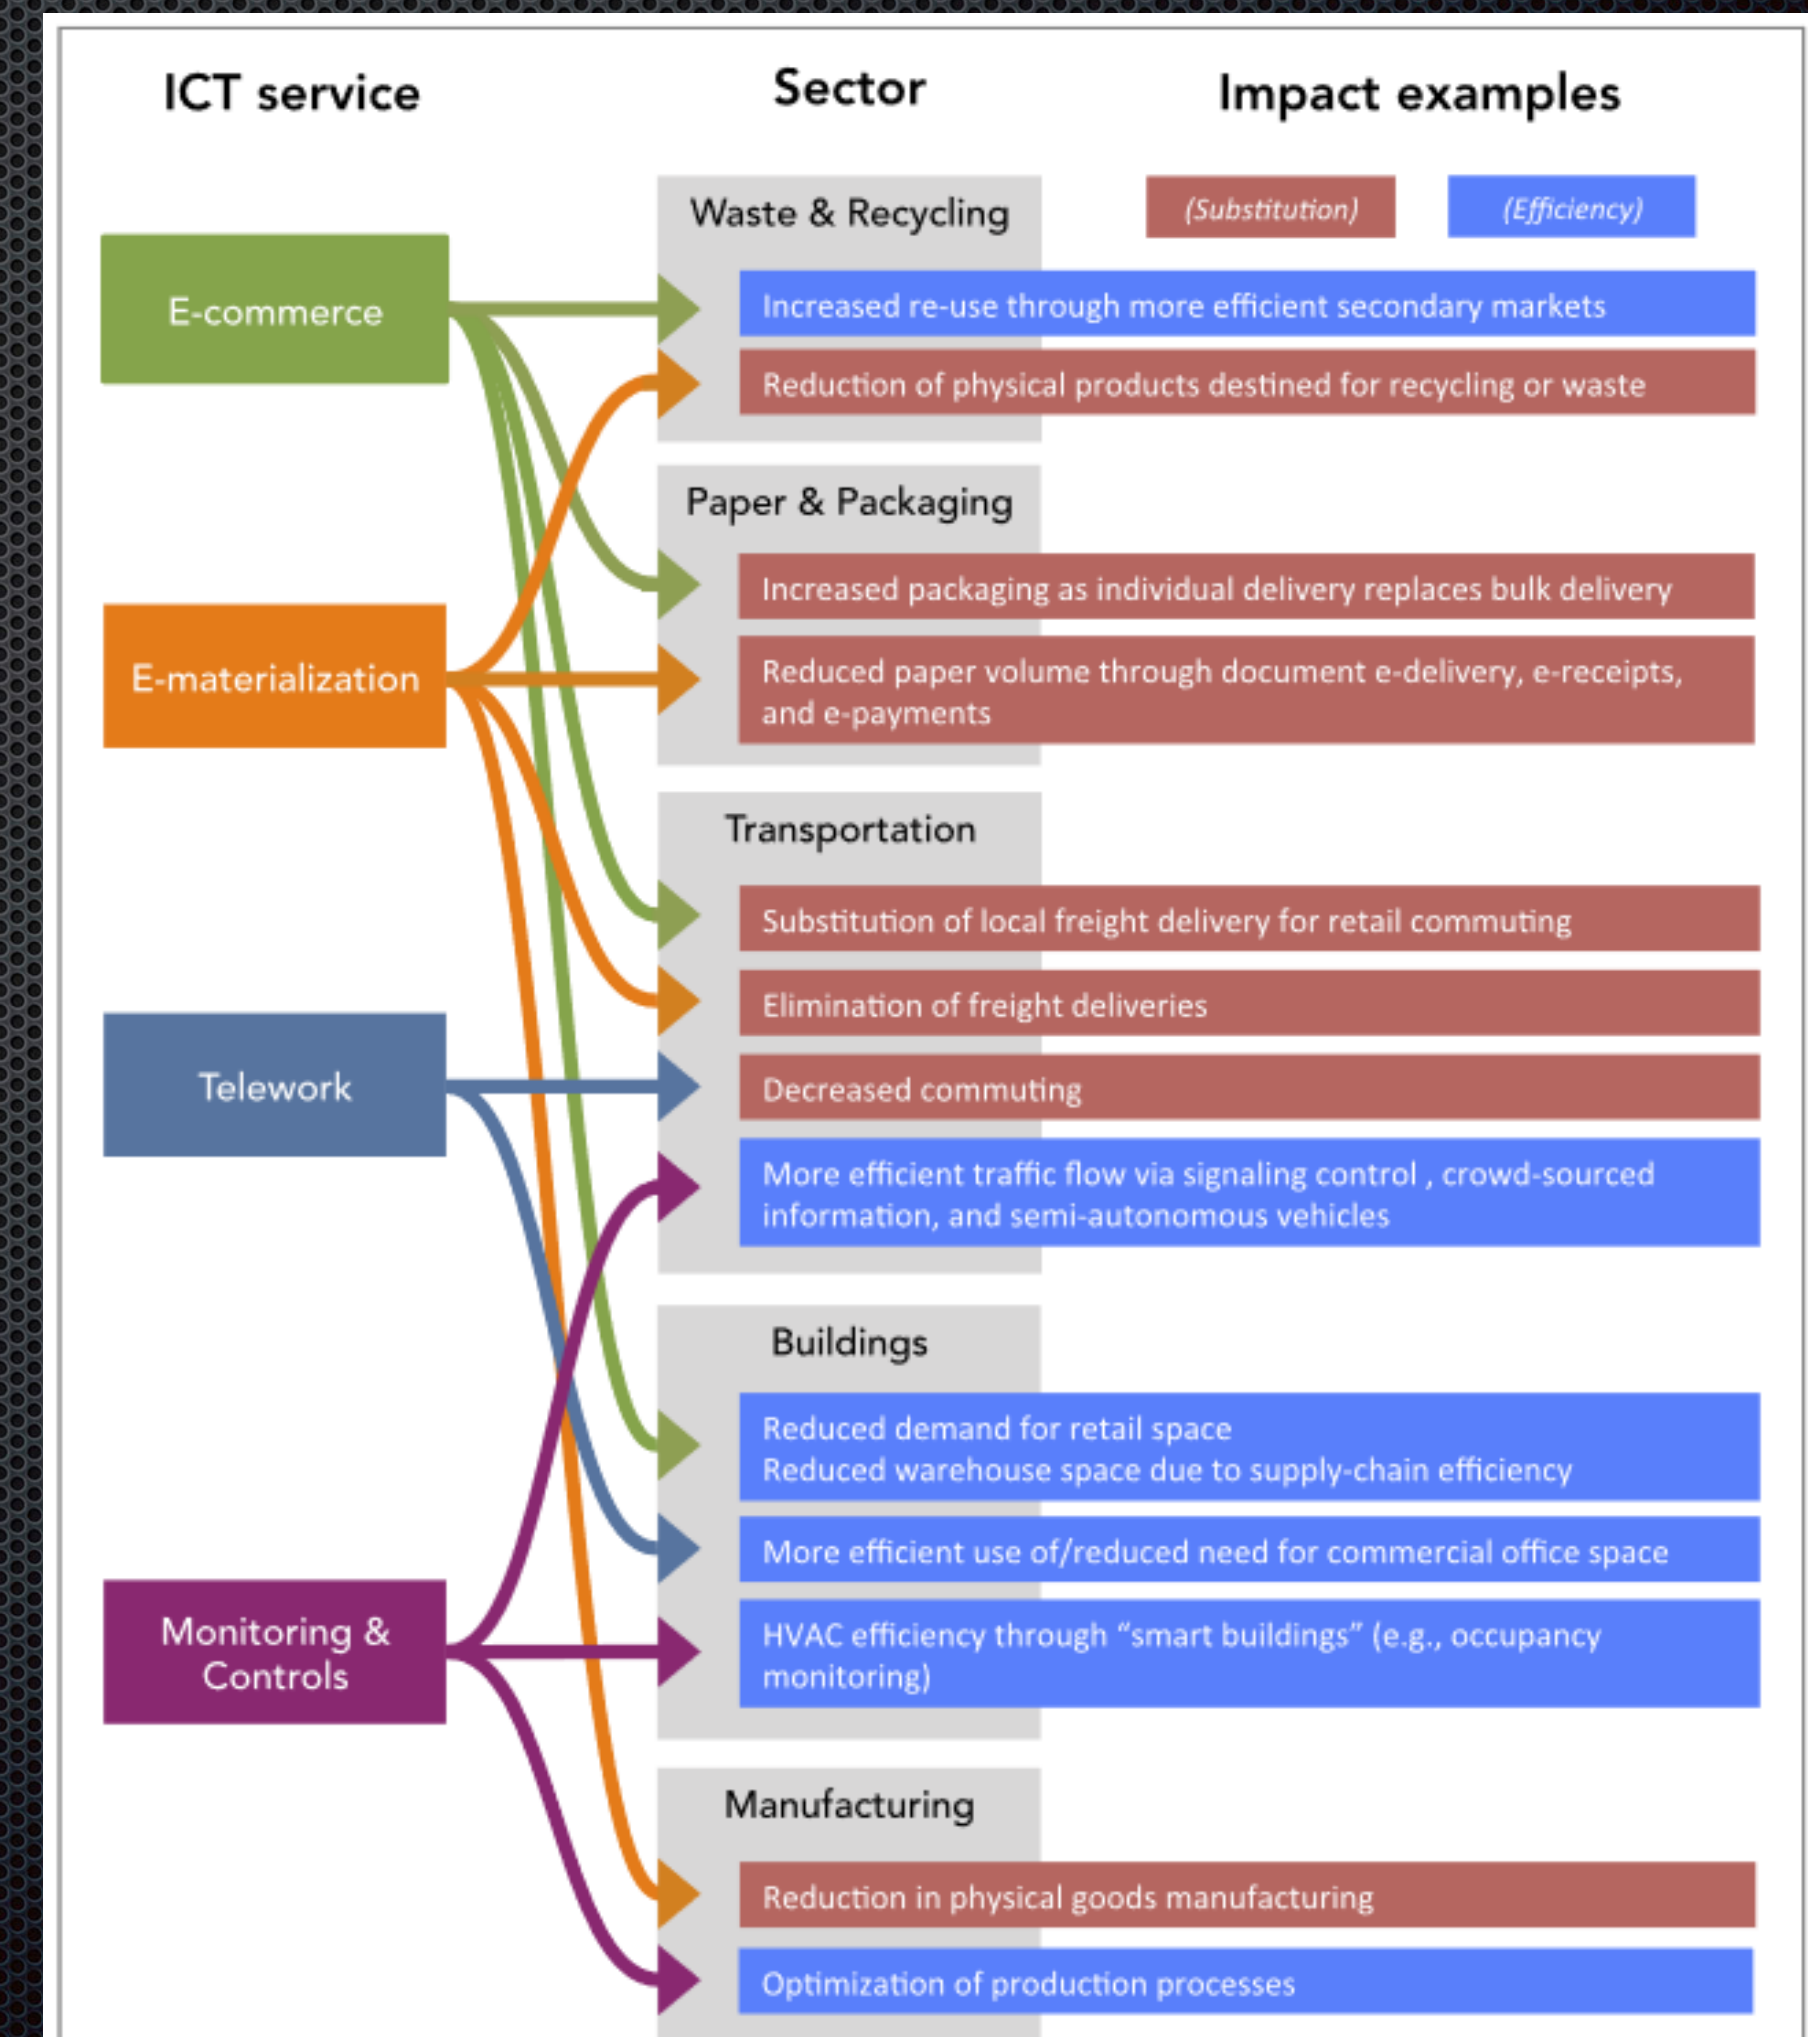 ICT service
Sector
Impact examples
(Substitution)
(Efficiency)
E-commerce
E-materialization
Telework
Monitoring &
Controls
Waste & Recycling
Increased re-use through more efficient secondary markets
Reduction of physical products destined for recycling or waste
Paper & Packaging
Increased packaging as individual delivery replaces bulk delivery
Reduced paper volume through document e-delivery, e-receipts,
and e-payments
Transportation
Substitution of local freight delivery for retail commuting
Elimination of freight deliveries
Decreased commuting
More efficient traffic flow via signaling control , crowd-sourced
information, and semi-autonomous vehicles
Buildings
Reduced demand for retail space
Reduced warehouse space due to supply-chain efficiency
More efficient use of/reduced need for commercial office space
HVAC efficiency through “smart buildings” (e.g., occupancy
monitoring)
Manufacturing
Reduction in physical goods manufacturing
Optimization of production processes